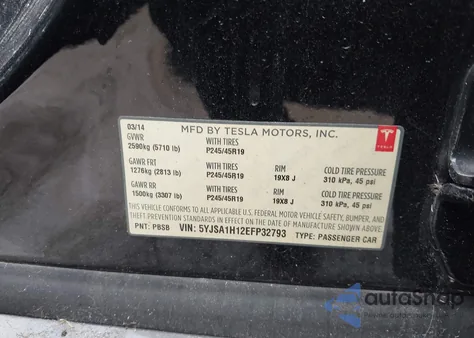 03/14 MFD BY TESLA MOTORS, INC.
GVWR WITH TIRES
2590kg (5710 lb) P245/45R19
TESLA
GAWR FRT WITH TIRES RIM COLD TIRE PRESSURE
1276kg (2813 lb) P245/45R19 19X8 J 310 kPa, 45 psi
GAWR RR WITH TIRES RIM COLD TIRE PRESSURE
1500kg (3307 lb) P245/45R19 19X8 J 310 kPa, 45 psi
THIS VEHICLE CONFORMS TO ALL APPLICABLE U.S. FEDERAL MOTOR VEHICLE SAFETY, BUMPER, AND
THEFT PREVENTION STANDARDS IN EFFECT ON THE DATE OF MANUFACTURE SHOWN ABOVE.
PNT: PBSB VIN: 5YJSA1H12EFP32793 TYPE: PASSENGER CAR
autoSnap